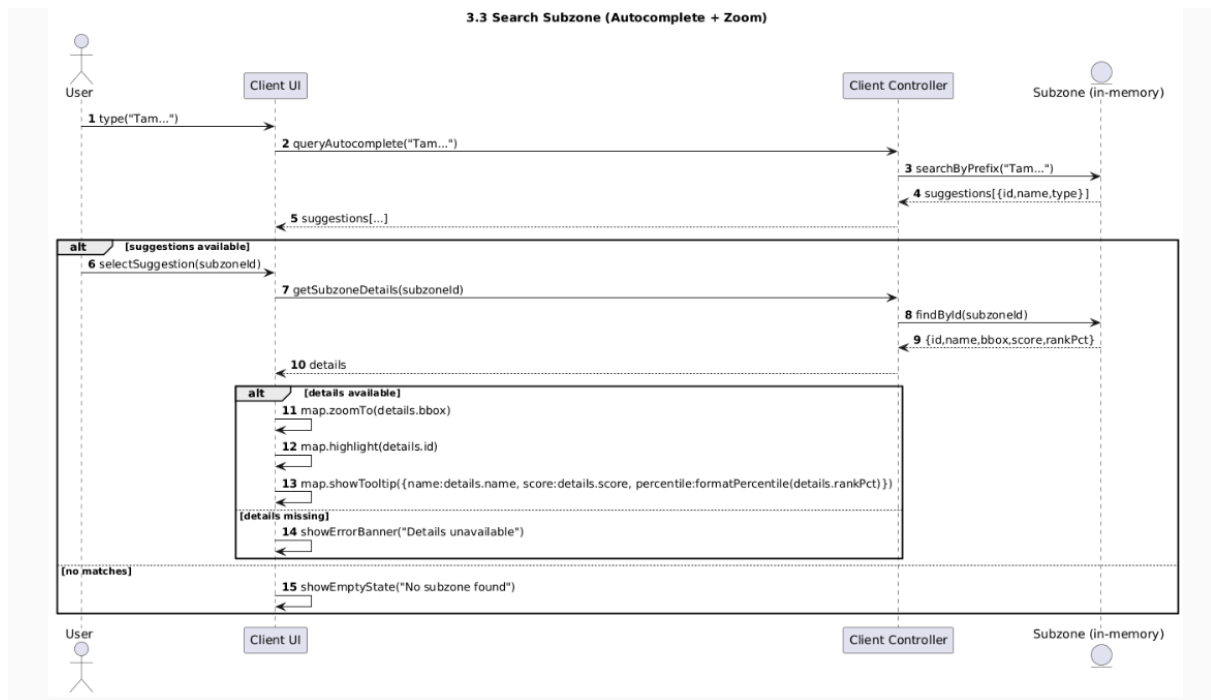 3.3 Search Subzone (Autocomplete + Zoom)
User
Client UI
Client Controller
Subzone (in-memory)
1 type("Tam...")
2 queryAutocomplete("Tam...")
3 searchByPrefix("Tam...")
4 suggestions[{id,name,type}]
5 suggestions[...]
alt [suggestions available]
6 selectSuggestion(subzoneId)
7 getSubzoneDetails(subzoneId)
8 findById(subzoneId)
9 {id,name,bbox,score,rankPct}
10 details
alt [details available]
11 map.zoomTo(details.bbox)
12 map.highlight(details.id)
13 map.showTooltip({name:details.name, score:details.score, percentile:formatPercentile(details.rankPct)})
[details missing]
14 showErrorBanner("Details unavailable")
[no matches]
15 showEmptyState("No subzone found")
User
Client UI
Client Controller
Subzone (in-memory)